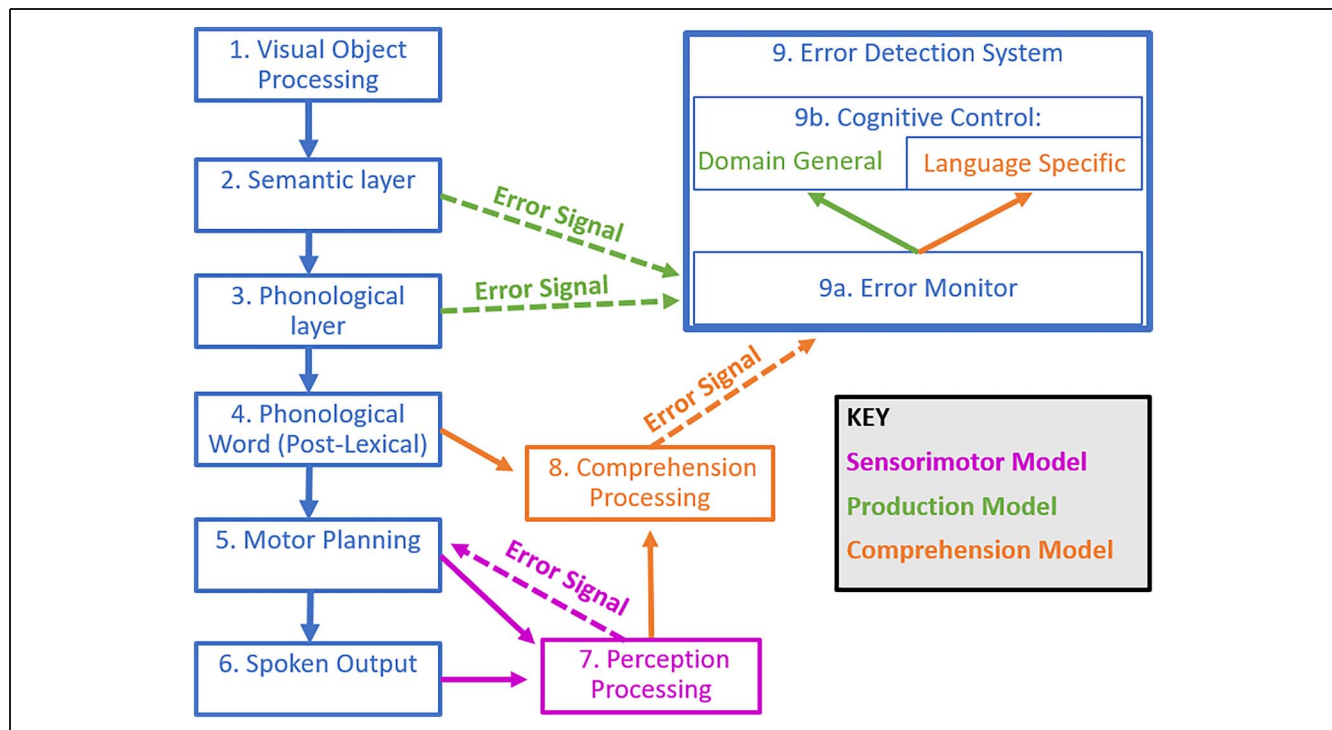 1. Visual Object
Processing
2. Semantic layer
3. Phonological
layer
4. Phonological
Word (Post-Lexical)
5. Motor Planning
6. Spoken Output
Error Signal
Error Signal
9. Error Detection System
9b. Cognitive Control:
Domain General
Language Specific
9a. Error Monitor
Error Signal
8. Comprehension
Processing
Error Signal
7. Perception
Processing
KEY
Sensorimotor Model
Production Model
Comprehension Model